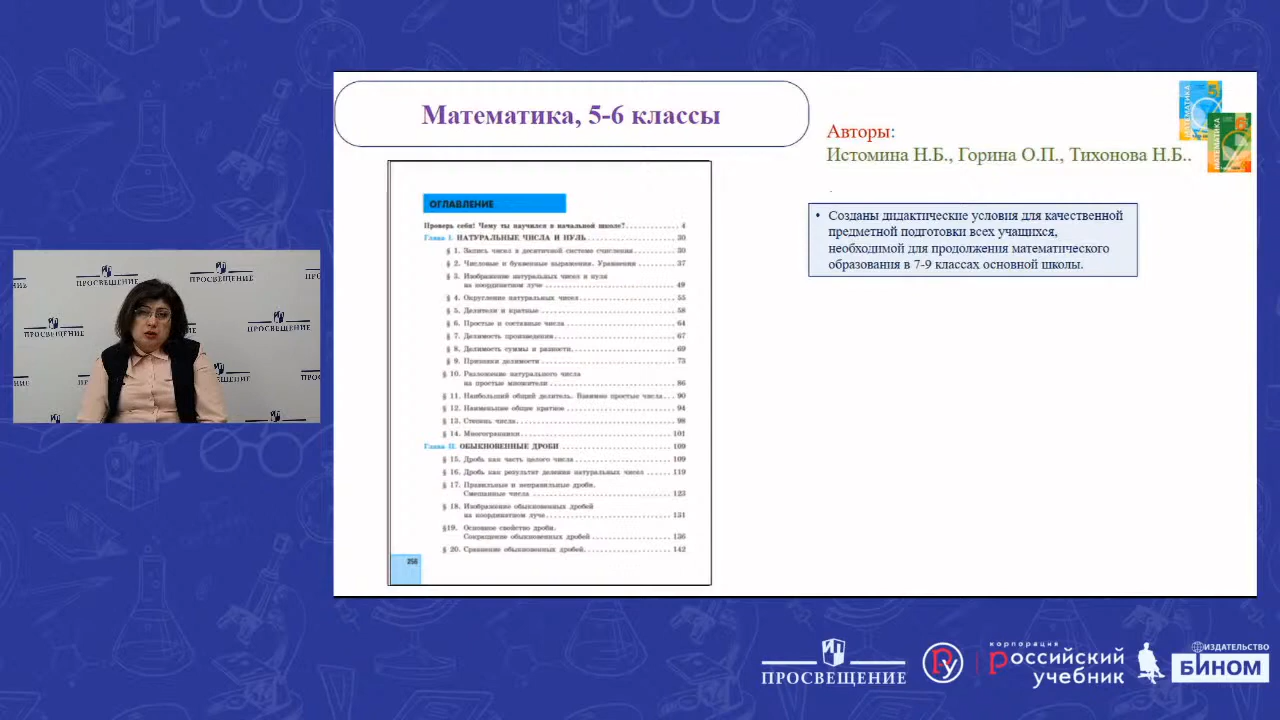 Математика, 5-6 классы
Авторы:
Истомина Н.Б., Горина О.П., Тихонова Н.Б..
• Созданы дидактические условия для качественной
предметной подготовки всех учащихся,
необходимой для продолжения математического
образования в 7-9 классах основной школы.
ОГЛАВЛЕНИЕ
Проверь себя! Чему ты научился в начальной школе? 4
Глава I. НАТУРАЛЬНЫЕ ЧИСЛА И НУЛЬ 30
§ 1. Запись чисел в десятичной системе счисления 30
§ 2. Числовые и буквенные выражения. Уравнения 37
§ 3. Изображение натуральных чисел и нуля
на координатном луче 49
§ 4. Округление натуральных чисел 55
§ 5. Делители и кратные 58
§ 6. Простые и составные числа 64
§ 7. Делимость произведения 67
§ 8. Делимость суммы и разности. 69
§ 9. Признаки делимости 73
§ 10. Разложение натурального числа
на простые множители 86
§ 11. Наибольший общий делитель. Взаимно простые числа 90
§ 12. Наименьшее общее кратное 94
§ 13. Степень числа 98
§ 14. Многогранники 101
Глава II. ОБЫКНОВЕННЫЕ ДРОБИ 109
§ 15. Дробь как часть целого числа 109
§ 16. Дробь как результат деления натуральных чисел 119
§ 17. Правильные и неправильные дроби.
Смешанные числа 123
§ 18. Изображение обыкновенных дробей
на координатном луче 131
§19. Основное свойство дроби.
Сокращение обыкновенных дробей 136
§ 20. Сравнение обыкновенных дробей. 142
256
МАТЕМАТИКА 5
МАТЕМАТИКА
ПРОСВЕЩЕНИЕ
ПРОСВЕЩЕНИЕ
ПРОСВЕЩЕНИЕ
ПРОСВЕЩЕНИЕ
ПРОСВЕЩЕНИЕ
РУ
корпорация
российский
учебник
ИЗДАТЕЛЬСТВО
БИНОМ